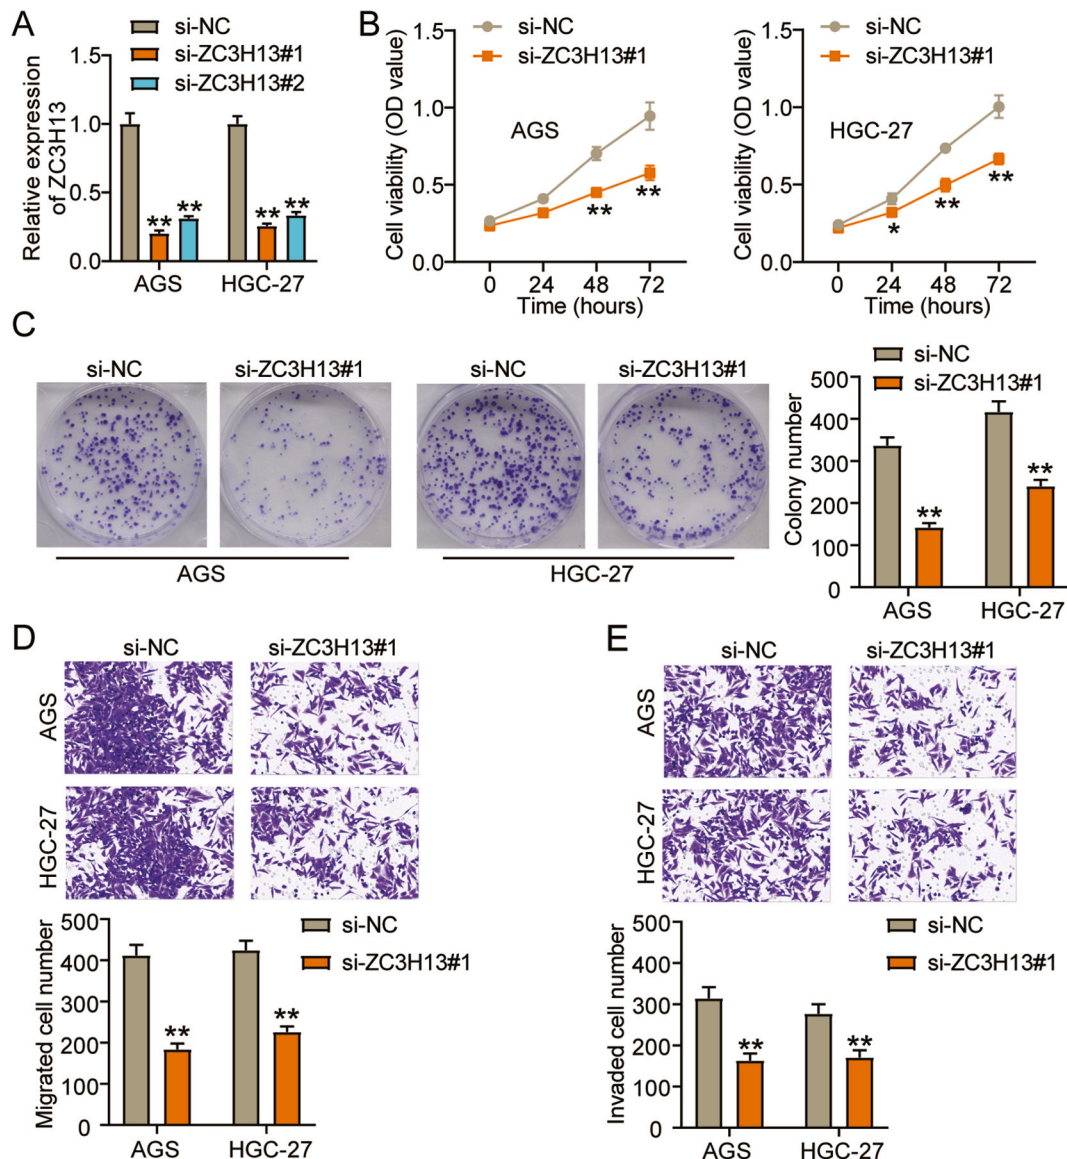 A
si-NC
si-ZC3H13#1
si-ZC3H13#2
Relative expression
of ZC3H13
1.5
1.0
0.5
0.0
** **
** **
AGS
HGC-27
B
si-NC
si-ZC3H13#1
Cell viability (OD value)
1.5
1.0
0.5
0.0
AGS
**
**
0 24 48 72
Time (hours)
si-NC
si-ZC3H13#1
Cell viability (OD value)
1.5
1.0
0.5
0.0
HGC-27
*
**
**
0 24 48 72
Time (hours)
C
si-NC
si-ZC3H13#1
si-NC
si-ZC3H13#1
AGS
HGC-27
si-NC
si-ZC3H13#1
Colony number
500
400
300
200
100
0
**
**
AGS
HGC-27
D
si-NC
si-ZC3H13#1
AGS
HGC-27
Migrated cell number
500
400
300
200
100
0
si-NC
si-ZC3H13#1
**
**
AGS
HGC-27
E
si-NC
si-ZC3H13#1
AGS
HGC-27
Invaded cell number
500
400
300
200
100
0
si-NC
si-ZC3H13#1
**
**
AGS
HGC-27